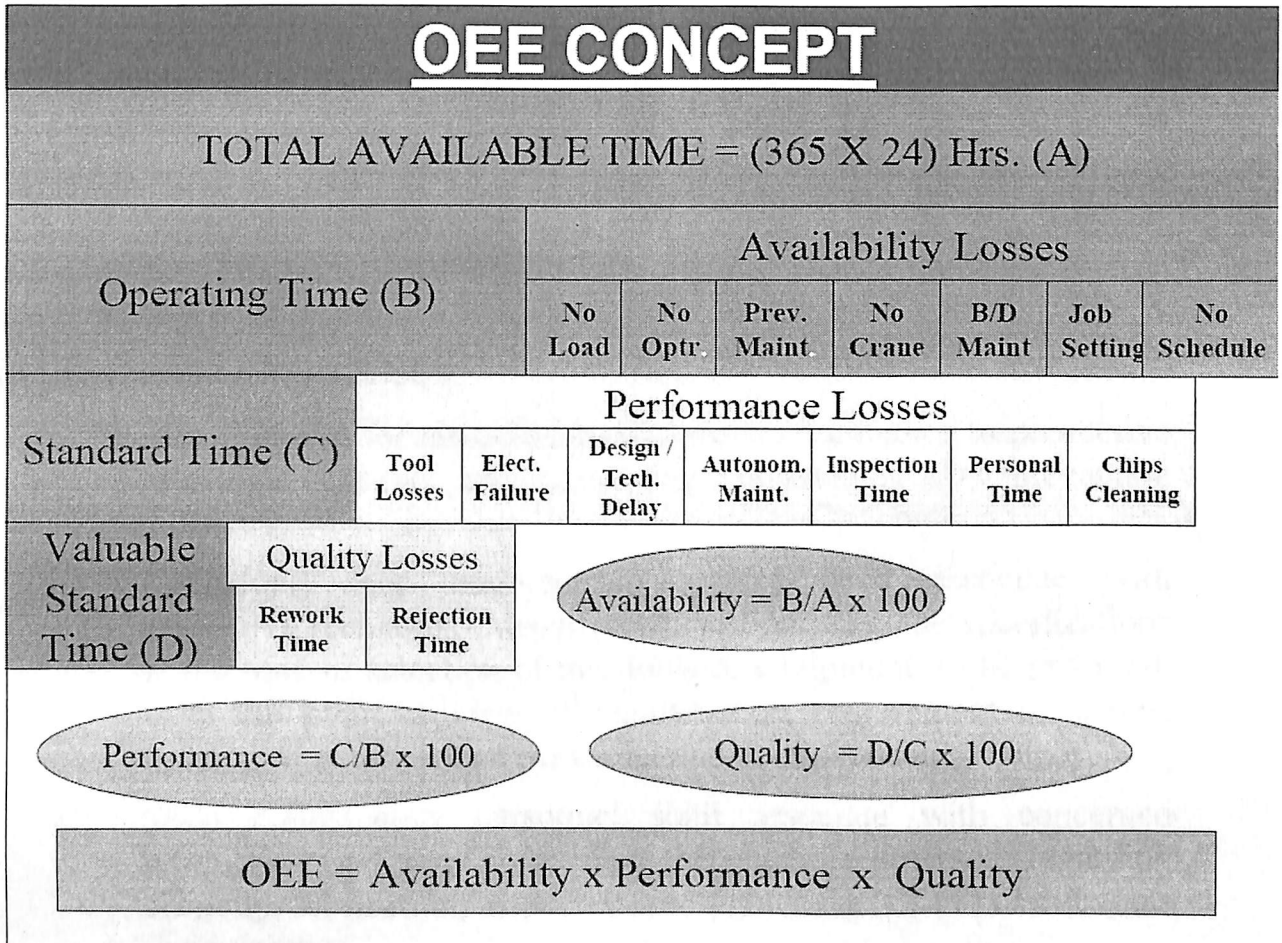 OEE CONCEPT
TOTAL AVAILABLE TIME = (365 X 24) Hrs. (A)
Operating Time (B)
Availability Losses
No
Load
No
Optr.
Prev.
Maint.
No
Crane
B/D
Maint
Job
Setting
No
Schedule
Standard Time (C)
Performance Losses
Tool
Losses
Elect.
Failure
Design /
Tech.
Delay
Autonom.
Maint.
Inspection
Time
Personal
Time
Chips
Cleaning
Valuable
Standard
Time (D)
Quality Losses
Rework
Time
Rejection
Time
Availability = B/A x 100
Performance = C/B x 100
Quality = D/C x 100
OEE = Availability x Performance x Quality